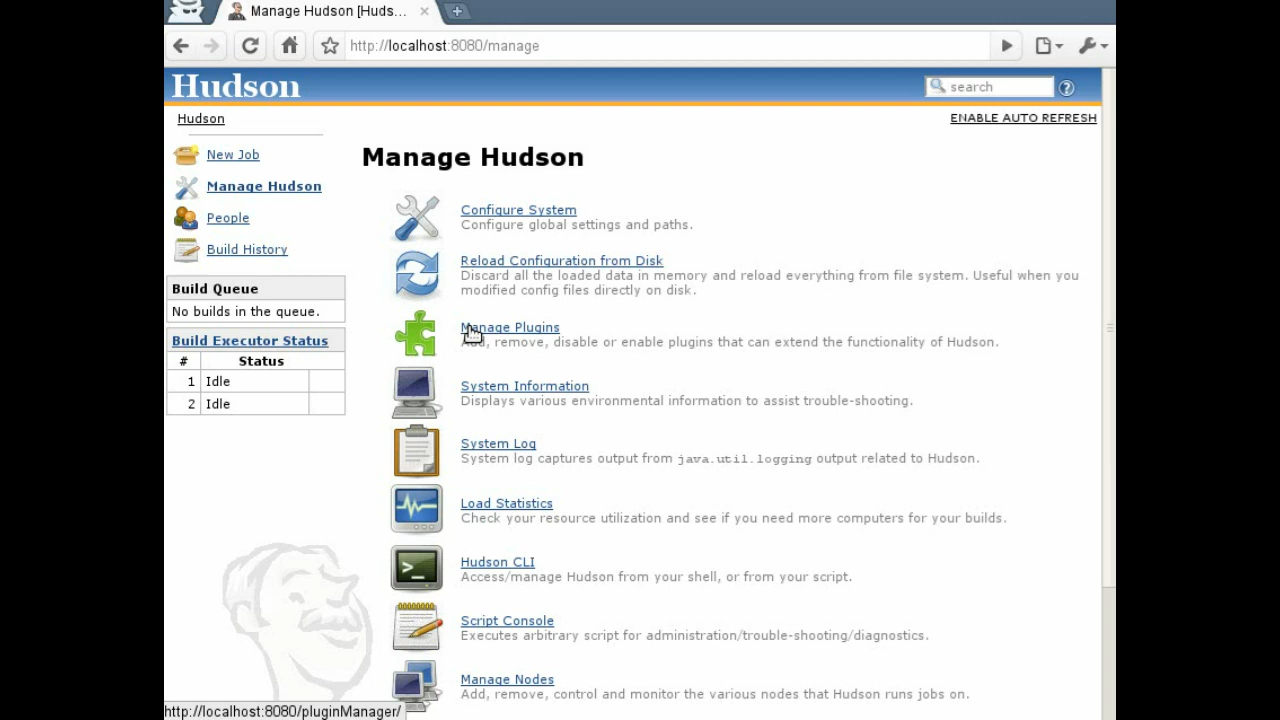 Manage Hudson [Huds...
http://localhost:8080/manage
Hudson
search
Hudson
ENABLE AUTO REFRESH
New Job
Manage Hudson
People
Build History
Build Queue
No builds in the queue.
Build Executor Status
# Status
1 Idle
2 Idle
Manage Hudson
Configure System
Configure global settings and paths.
Reload Configuration from Disk
Discard all the loaded data in memory and reload everything from file system. Useful when you
modified config files directly on disk.
Manage Plugins
Add, remove, disable or enable plugins that can extend the functionality of Hudson.
System Information
Displays various environmental information to assist trouble-shooting.
System Log
System log captures output from java.util.logging output related to Hudson.
Load Statistics
Check your resource utilization and see if you need more computers for your builds.
Hudson CLI
Access/manage Hudson from your shell, or from your script.
Script Console
Executes arbitrary script for administration/trouble-shooting/diagnostics.
Manage Nodes
Add, remove, control and monitor the various nodes that Hudson runs jobs on.
http://localhost:8080/pluginManager/